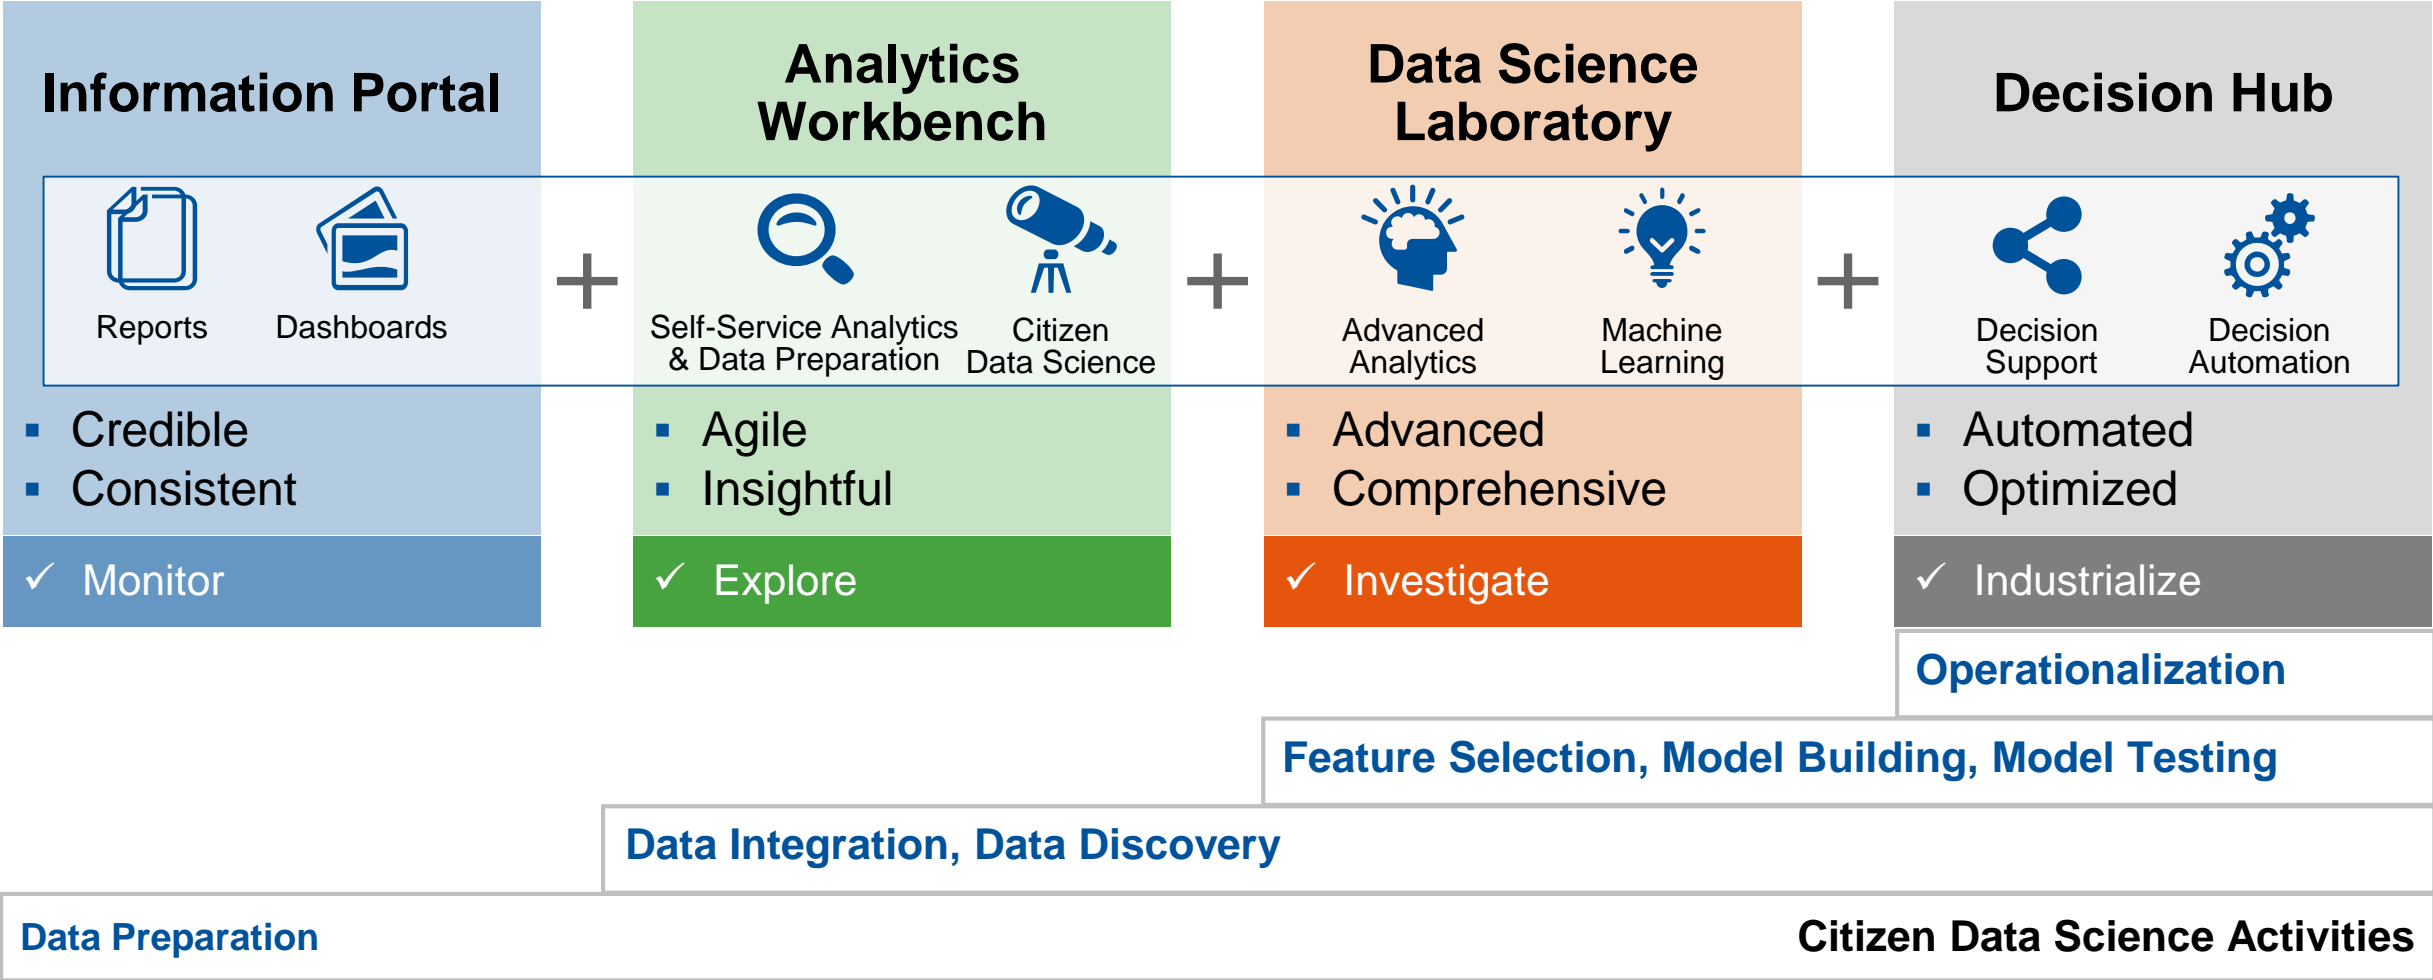 Information Portal
Analytics
Workbench
Data Science
Laboratory
Decision Hub
Reports
Dashboards
Self-Service Analytics
& Data Preparation
Citizen
Data Science
Advanced
Analytics
Machine
Learning
Decision
Support
Decision
Automation
Credible
Consistent
Agile
Insightful
Advanced
Comprehensive
Automated
Optimized
Monitor
Explore
Investigate
Industrialize
Operationalization
Feature Selection, Model Building, Model Testing
Data Integration, Data Discovery
Data Preparation
Citizen Data Science Activities